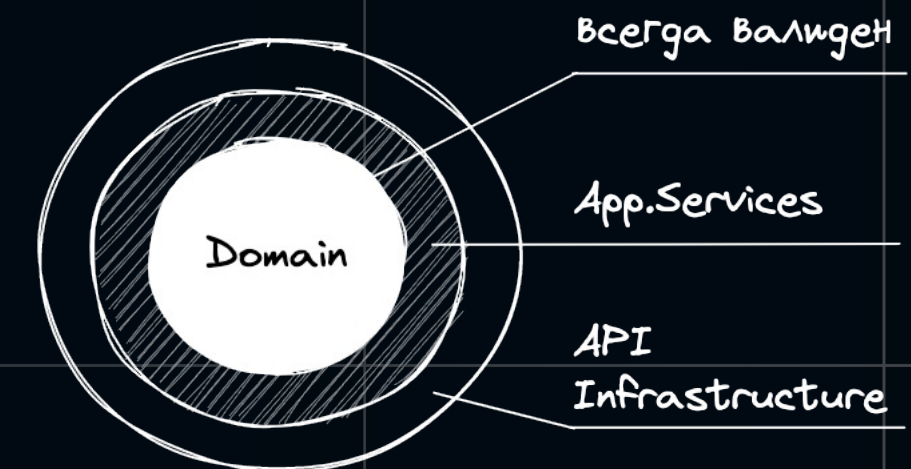 Всегда Валиден
Domain
App.Services
API
Infrastructure